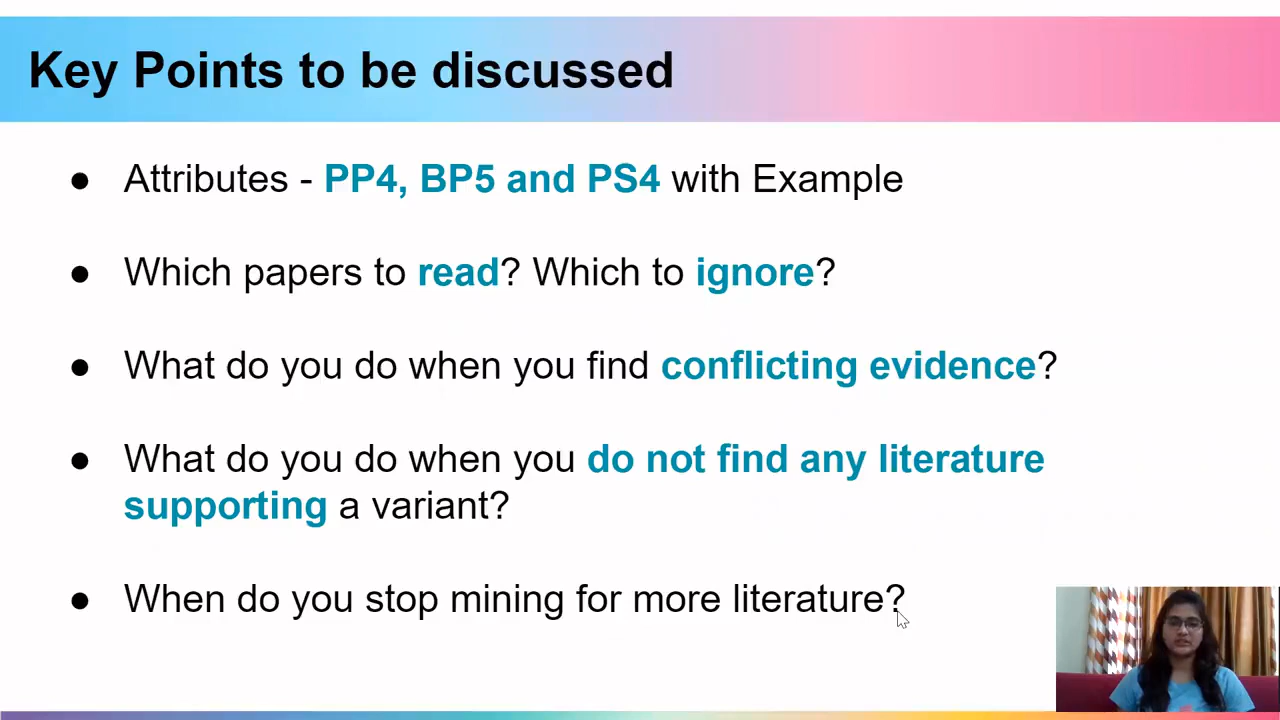 Key Points to be discussed
● Attributes - PP4, BP5 and PS4 with Example
● Which papers to read? Which to ignore?
● What do you do when you find conflicting evidence?
● What do you do when you do not find any literature
supporting a variant?
● When do you stop mining for more literature?